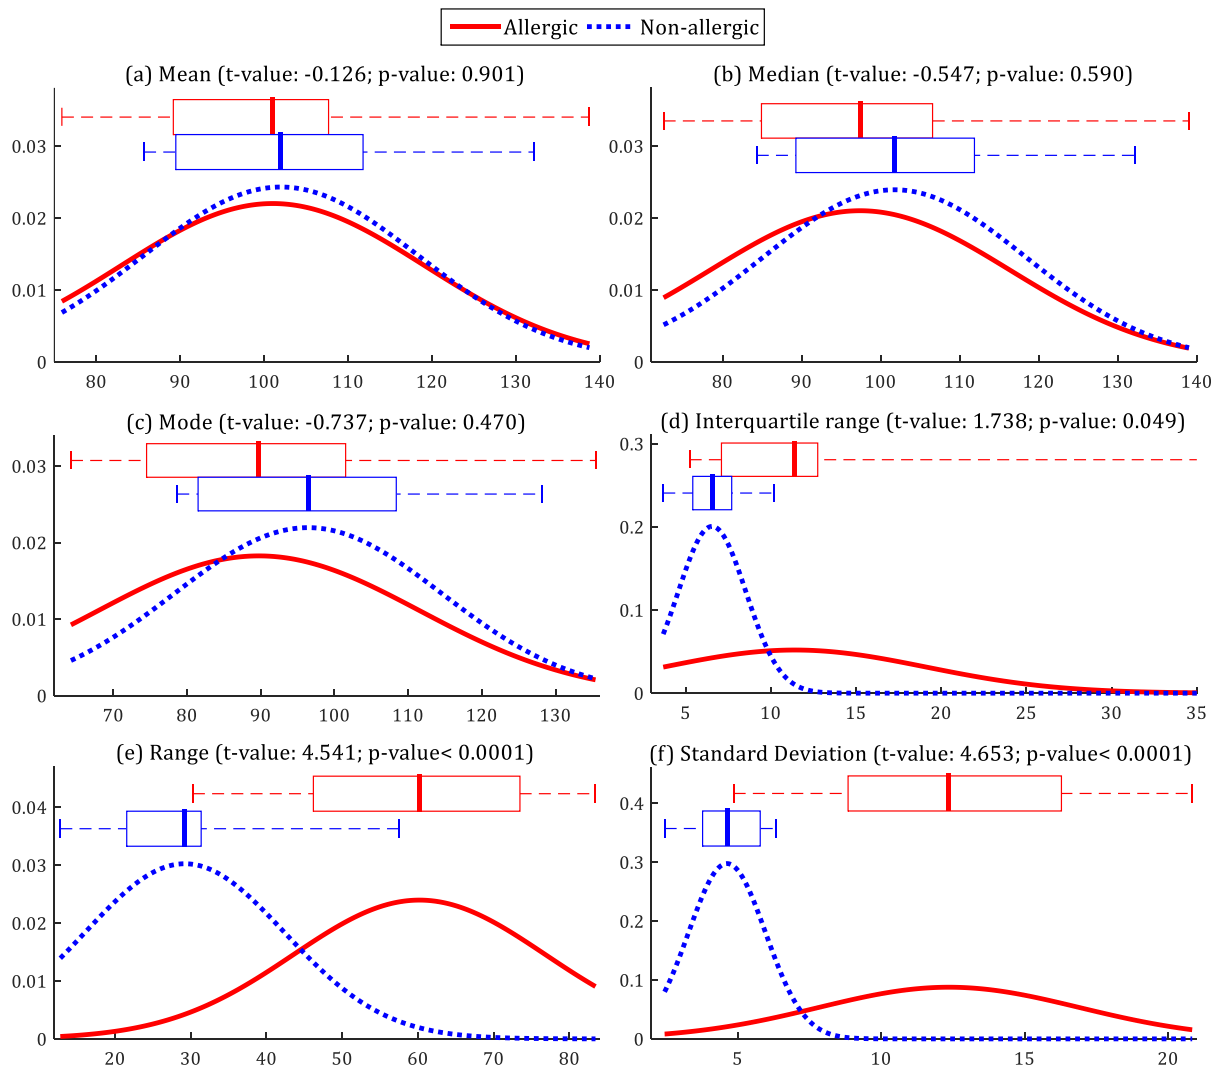 Allergic Non-allergic
(a) Mean (t-value: -0.126; p-value: 0.901)
0.03
0.02
0.01
0
80 90 100 110 120 130 140
(b) Median (t-value: -0.547; p-value: 0.590)
0.03
0.02
0.01
0
80 90 100 110 120 130 140
(c) Mode (t-value: -0.737; p-value: 0.470)
0.03
0.02
0.01
0
70 80 90 100 110 120 130
(d) Interquartile range (t-value: 1.738; p-value: 0.049)
0.3
0.2
0.1
0
5 10 15 20 25 30 35
(e) Range (t-value: 4.541; p-value< 0.0001)
0.04
0.03
0.02
0.01
0
20 30 40 50 60 70 80
(f) Standard Deviation (t-value: 4.653; p-value< 0.0001)
0.4
0.3
0.2
0.1
0
5 10 15 20